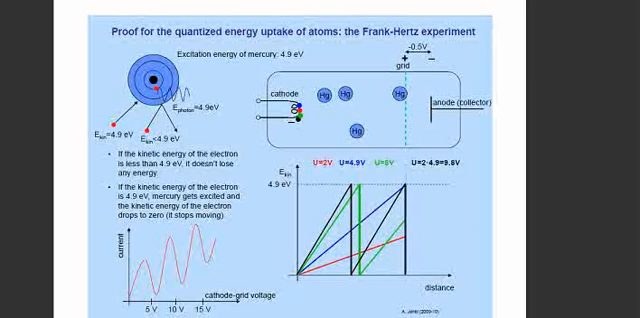 Proof for the quantized energy uptake of atoms: the Frank-Hertz experiment
Excitation energy of mercury: 4.9 eV
-0.5V
+ −
grid
cathode
Hg Hg Hg
Hg
anode (collector)
Ephoton=4.9eV
Ekin=4.9 eV
Ekin<4.9 eV
• If the kinetic energy of the electron
is less than 4.9 eV, it doesn't lose
any energy
• If the kinetic energy of the electron
is 4.9 eV, mercury gets excited and
the kinetic energy of the electron
drops to zero (it stops moving)
U=2V U=4.9V U=8V U=2·4.9=9.8V
Ekin
4.9 eV
distance
current
cathode-grid voltage
5 V 10 V 15 V